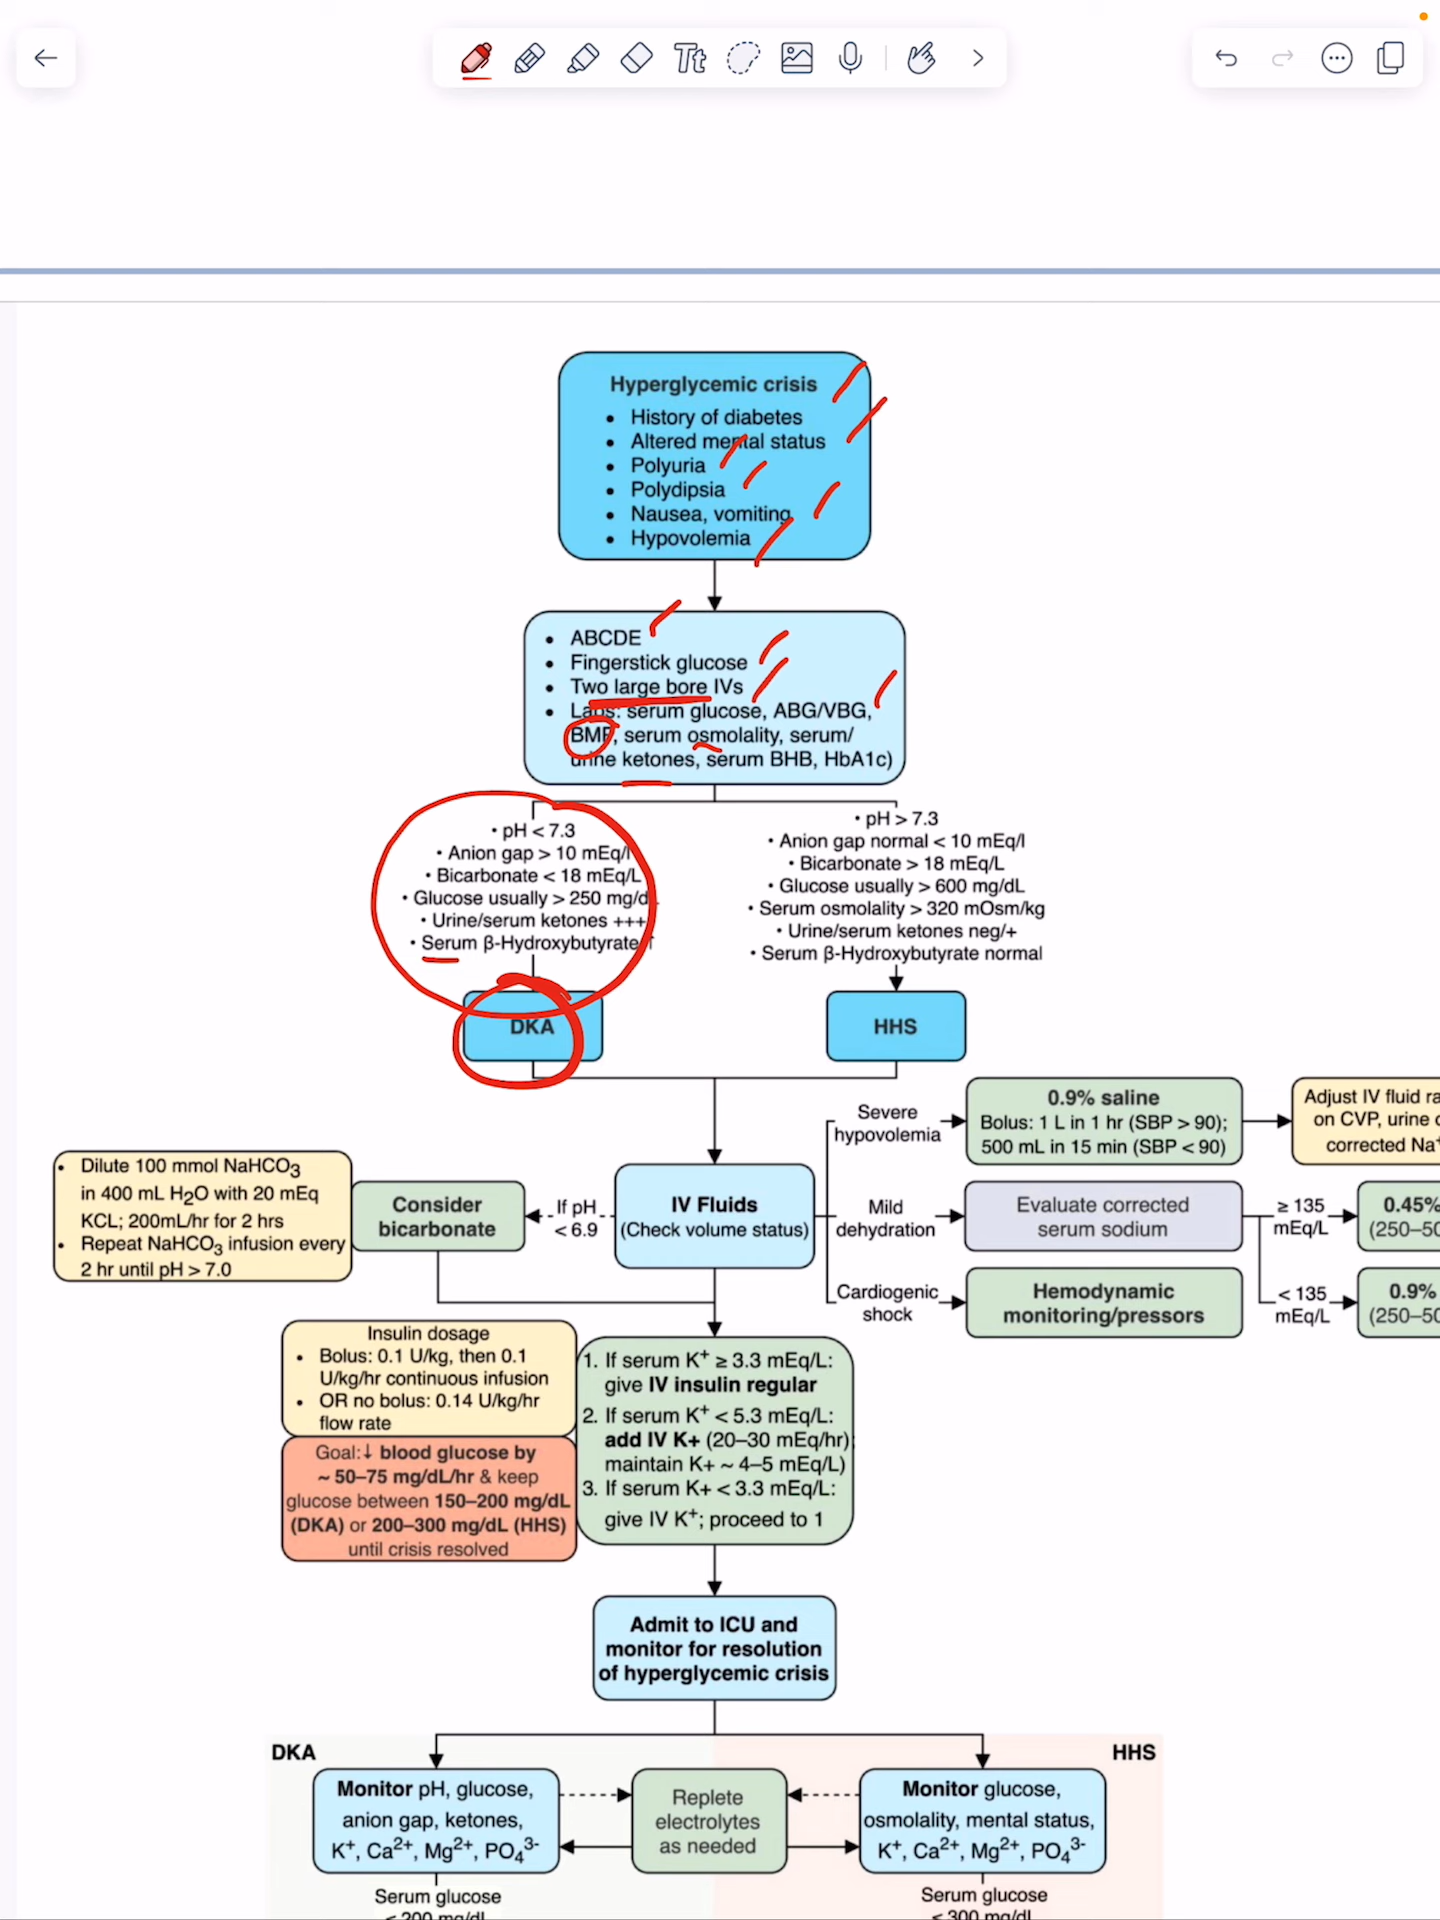 Tt
Hyperglycemic crisis
• History of diabetes
• Altered mental status
• Polyuria
• Polydipsia
• Nausea, vomiting
• Hypovolemia
• ABCDE
• Fingerstick glucose
• Two large bore IVs
• Labs: serum glucose, ABG/VBG,
BMP, serum osmolality, serum/
urine ketones, serum BHB, HbA1c)
• pH < 7.3
• Anion gap > 10 mEq/l
• Bicarbonate < 18 mEq/L
• Glucose usually > 250 mg/dL
• Urine/serum ketones +++
• Serum β-Hydroxybutyrate ↑
• pH > 7.3
• Anion gap normal < 10 mEq/l
• Bicarbonate > 18 mEq/L
• Glucose usually > 600 mg/dL
• Serum osmolality > 320 mOsm/kg
• Urine/serum ketones neg/+
• Serum β-Hydroxybutyrate normal
DKA
HHS
Severe
hypovolemia
0.9% saline
Bolus: 1 L in 1 hr (SBP > 90);
500 mL in 15 min (SBP < 90)
Adjust IV fluid
on CVP, urine
corrected Na⁺
• Dilute 100 mmol NaHCO₃
in 400 mL H₂O with 20 mEq
KCL; 200mL/hr for 2 hrs
• Repeat NaHCO₃ infusion every
2 hr until pH > 7.0
Consider
bicarbonate
If pH
< 6.9
IV Fluids
(Check volume status)
Mild
dehydration
Evaluate corrected
serum sodium
≥ 135
mEq/L
0.45%
(250–50
Cardiogenic
shock
Hemodynamic
monitoring/pressors
< 135
mEq/L
0.9%
(250–50
Insulin dosage
• Bolus: 0.1 U/kg, then 0.1
U/kg/hr continuous infusion
• OR no bolus: 0.14 U/kg/hr
flow rate
Goal:↓ blood glucose by
~ 50–75 mg/dL/hr & keep
glucose between 150–200 mg/dL
(DKA) or 200–300 mg/dL (HHS)
until crisis resolved
1. If serum K⁺ ≥ 3.3 mEq/L:
give IV insulin regular
2. If serum K⁺ < 5.3 mEq/L:
add IV K+ (20–30 mEq/hr);
maintain K+ ~ 4–5 mEq/L)
3. If serum K+ < 3.3 mEq/L:
give IV K⁺; proceed to 1
Admit to ICU and
monitor for resolution
of hyperglycemic crisis
DKA
HHS
Monitor pH, glucose,
anion gap, ketones,
K⁺, Ca²⁺, Mg²⁺, PO₄³⁻
Replete
electrolytes
as needed
Monitor glucose,
osmolality, mental status,
K⁺, Ca²⁺, Mg²⁺, PO₄³⁻
Serum glucose
< 200 mg/dL
Serum glucose
< 300 mg/dL